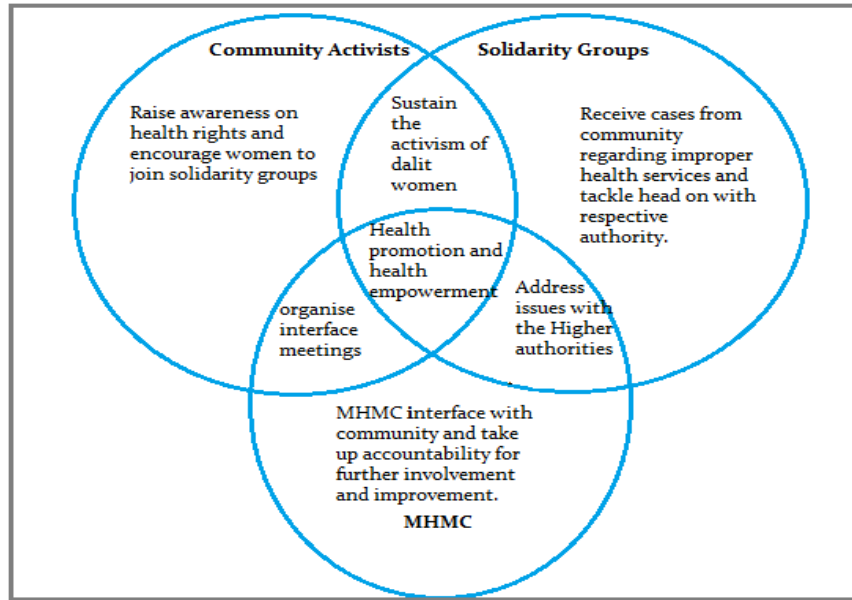 Community Activists
Solidarity Groups
Raise awareness on
health rights and
encourage women to
join solidarity groups
Sustain
the
activism of
dalit
women
Receive cases from
community
regarding improper
health services and
tackle head on with
respective
authority.
Health
promotion and
health
empowerment
organise
interface
meetings
Address
issues with
the Higher
authorities
MHMC interface with
community and take
up accountability for
further involvement
and improvement.
MHMC